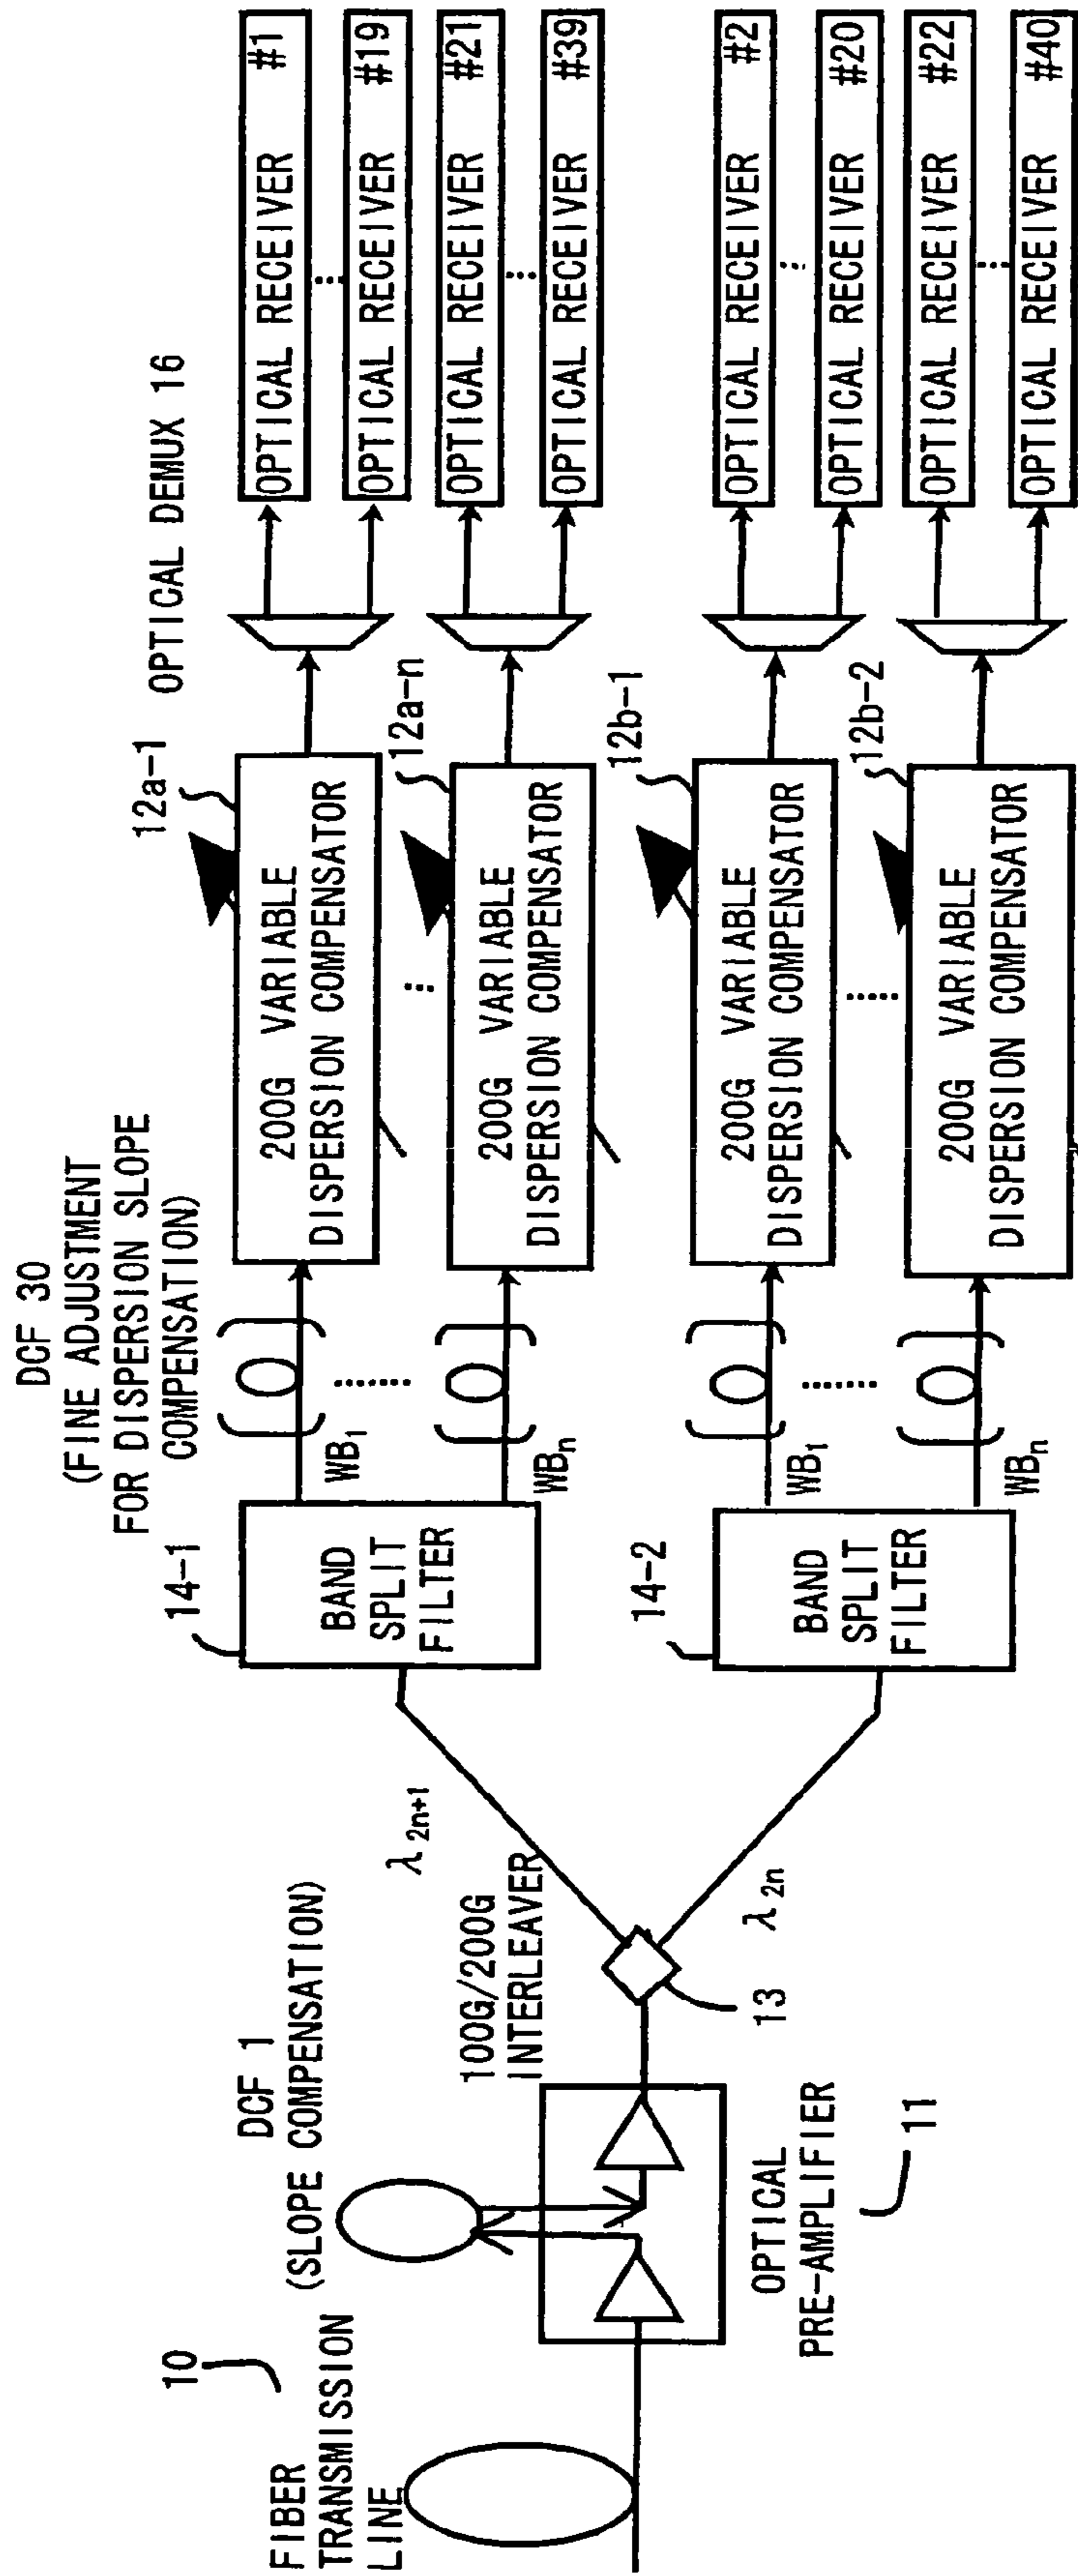 FIBER
TRANSMISSION
LINE
10
DCF 1
(SLOPE COMPENSATION)
OPTICAL
PRE-AMPLIFIER
11
100G/200G
INTERLEAVER
13
λ2n+1
λ2n
14-1
BAND
SPLIT
FILTER
14-2
BAND
SPLIT
FILTER
DCF 30
(FINE ADJUSTMENT
FOR DISPERSION SLOPE
COMPENSATION)
WB1
WBn
WB1
WBn
12a-1
200G VARIABLE
DISPERSION COMPENSATOR
12a-n
200G VARIABLE
DISPERSION COMPENSATOR
12b-1
200G VARIABLE
DISPERSION COMPENSATOR
12b-2
200G VARIABLE
DISPERSION COMPENSATOR
OPTICAL DEMUX 16
OPTICAL RECEIVER #1
OPTICAL RECEIVER #19
OPTICAL RECEIVER #21
OPTICAL RECEIVER #39
OPTICAL RECEIVER #2
OPTICAL RECEIVER #20
OPTICAL RECEIVER #22
OPTICAL RECEIVER #40